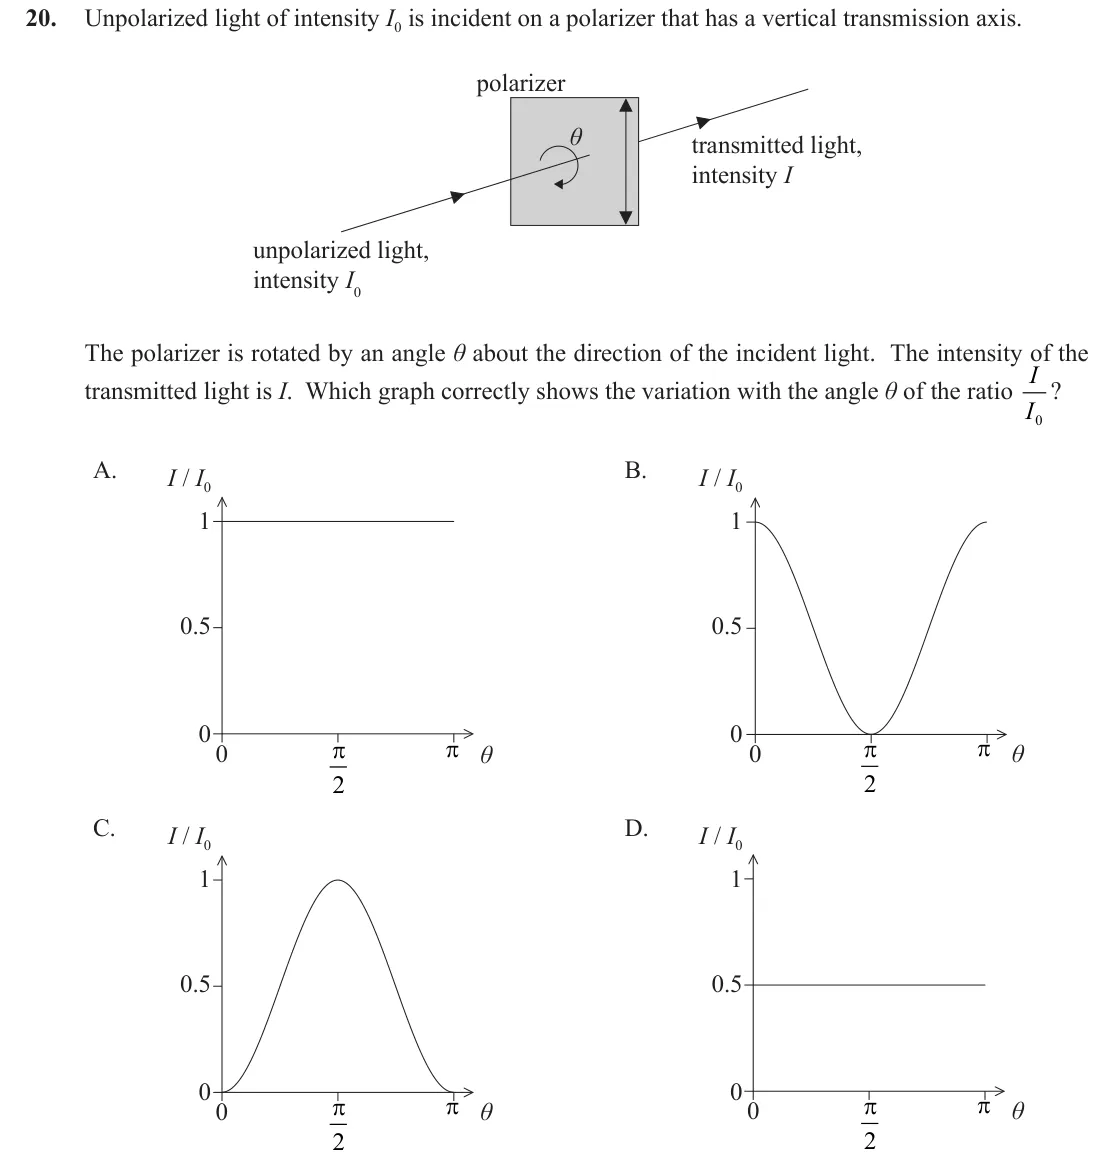 20. Unpolarized light of intensity I₀ is incident on a polarizer that has a vertical transmission axis.
polarizer
θ
transmitted light,
intensity I
unpolarized light,
intensity I₀
The polarizer is rotated by an angle θ about the direction of the incident light. The intensity of the
transmitted light is I. Which graph correctly shows the variation with the angle θ of the ratio I/I₀?
A.
I / I₀
1
0.5
0
0 π/2 π θ
B.
I / I₀
1
0.5
0
0 π/2 π θ
C.
I / I₀
1
0.5
0
0 π/2 π θ
D.
I / I₀
1
0.5
0
0 π/2 π θ